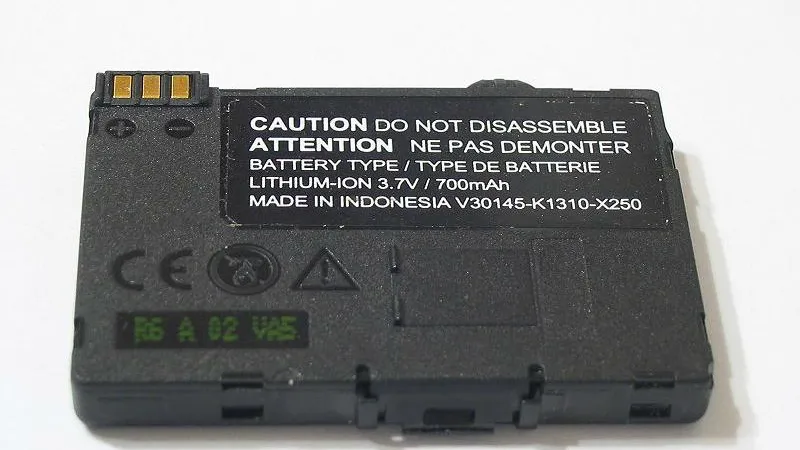 + -
CAUTION DO NOT DISASSEMBLE
ATTENTION NE PAS DEMONTER
BATTERY TYPE / TYPE DE BATTERIE
LITHIUM-ION 3.7V / 700mAh
MADE IN INDONESIA V30145-K1310-X250
CE
R6 A 02 VA5